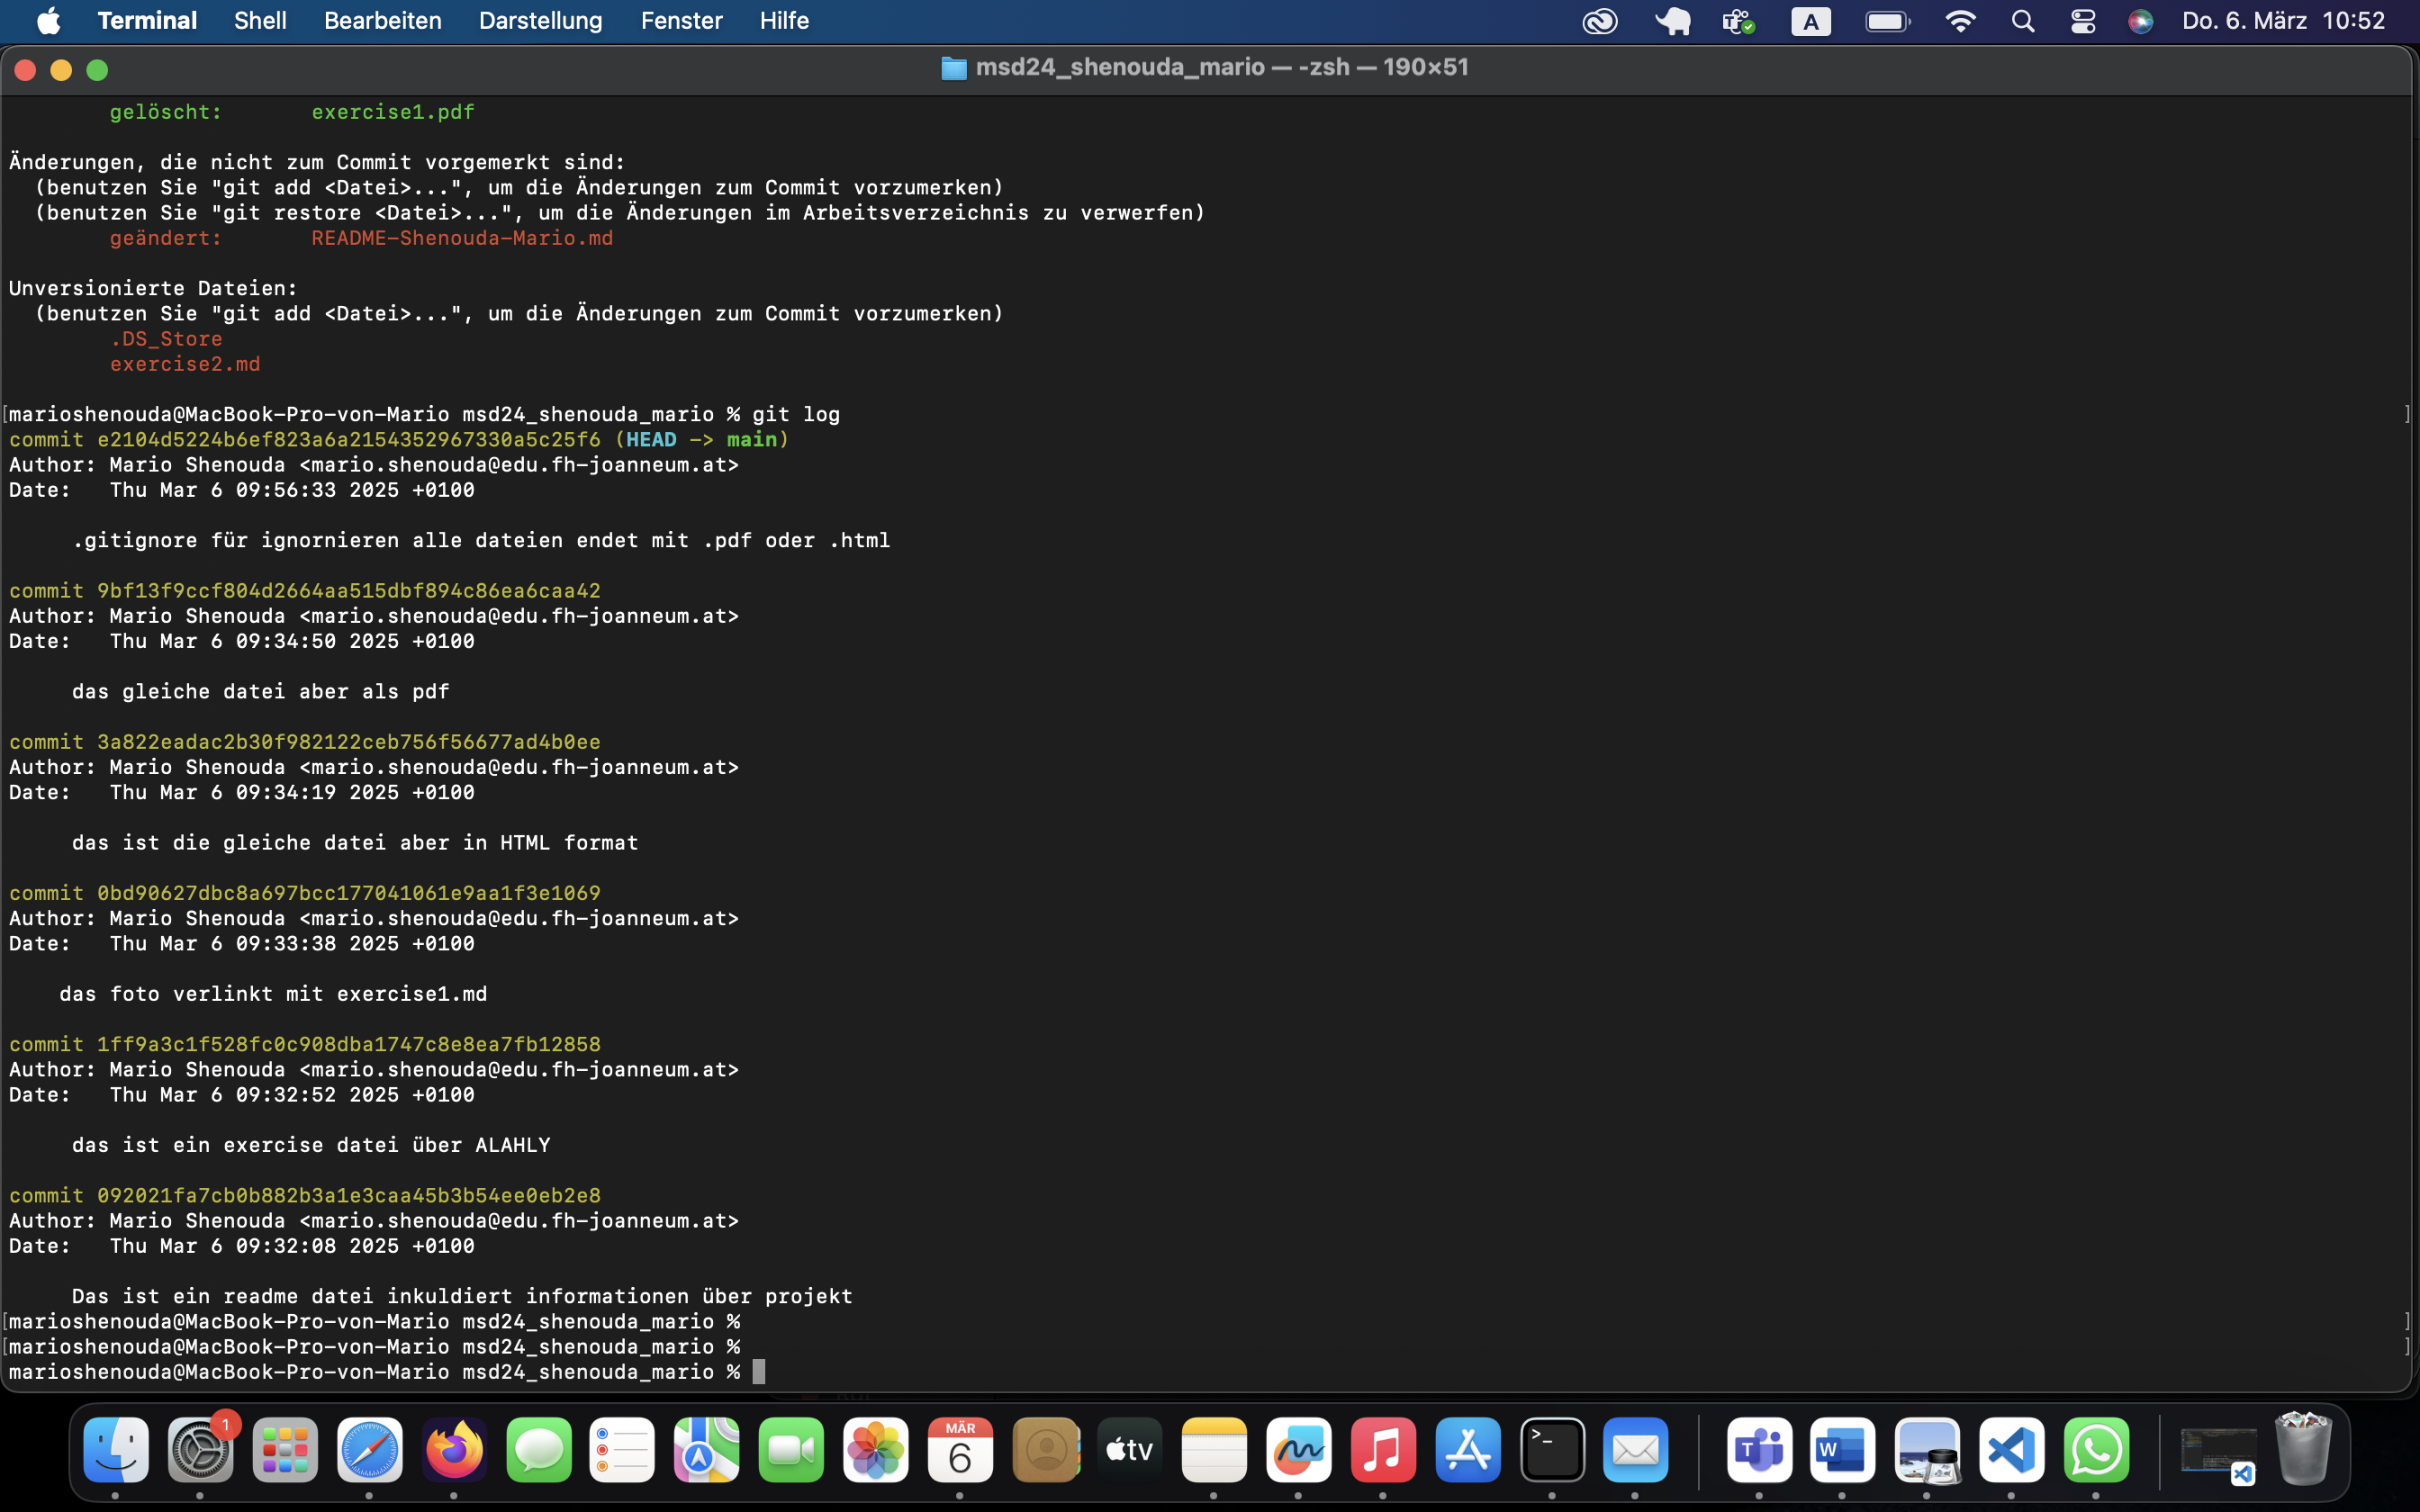 Terminal Shell Bearbeiten Darstellung Fenster Hilfe A Do. 6. März 10:52
msd24_shenouda_mario — -zsh — 190×51
gelöscht: exercise1.pdf
Änderungen, die nicht zum Commit vorgemerkt sind:
(benutzen Sie "git add <Datei>...", um die Änderungen zum Commit vorzumerken)
(benutzen Sie "git restore <Datei>...", um die Änderungen im Arbeitsverzeichnis zu verwerfen)
geändert: README-Shenouda-Mario.md
Unversionierte Dateien:
(benutzen Sie "git add <Datei>...", um die Änderungen zum Commit vorzumerken)
.DS_Store
exercise2.md
[marioshenouda@MacBook-Pro-von-Mario msd24_shenouda_mario % git log ]
commit e2104d5224b6ef823a6a2154352967330a5c25f6 (HEAD -> main)
Author: Mario Shenouda <mario.shenouda@edu.fh-joanneum.at>
Date: Thu Mar 6 09:56:33 2025 +0100
.gitignore für ignornieren alle dateien endet mit .pdf oder .html
commit 9bf13f9ccf804d2664aa515dbf894c86ea6caa42
Author: Mario Shenouda <mario.shenouda@edu.fh-joanneum.at>
Date: Thu Mar 6 09:34:50 2025 +0100
das gleiche datei aber als pdf
commit 3a822eadac2b30f982122ceb756f56677ad4b0ee
Author: Mario Shenouda <mario.shenouda@edu.fh-joanneum.at>
Date: Thu Mar 6 09:34:19 2025 +0100
das ist die gleiche datei aber in HTML format
commit 0bd90627dbc8a697bcc177041061e9aa1f3e1069
Author: Mario Shenouda <mario.shenouda@edu.fh-joanneum.at>
Date: Thu Mar 6 09:33:38 2025 +0100
das foto verlinkt mit exercise1.md
commit 1ff9a3c1f528fc0c908dba1747c8e8ea7fb12858
Author: Mario Shenouda <mario.shenouda@edu.fh-joanneum.at>
Date: Thu Mar 6 09:32:52 2025 +0100
das ist ein exercise datei über ALAHLY
commit 092021fa7cb0b882b3a1e3caa45b3b54ee0eb2e8
Author: Mario Shenouda <mario.shenouda@edu.fh-joanneum.at>
Date: Thu Mar 6 09:32:08 2025 +0100
Das ist ein readme datei inkuldiert informationen über projekt
[marioshenouda@MacBook-Pro-von-Mario msd24_shenouda_mario % ]
[marioshenouda@MacBook-Pro-von-Mario msd24_shenouda_mario % ]
marioshenouda@MacBook-Pro-von-Mario msd24_shenouda_mario %
1
MÄR
6
tv
>_
T
W